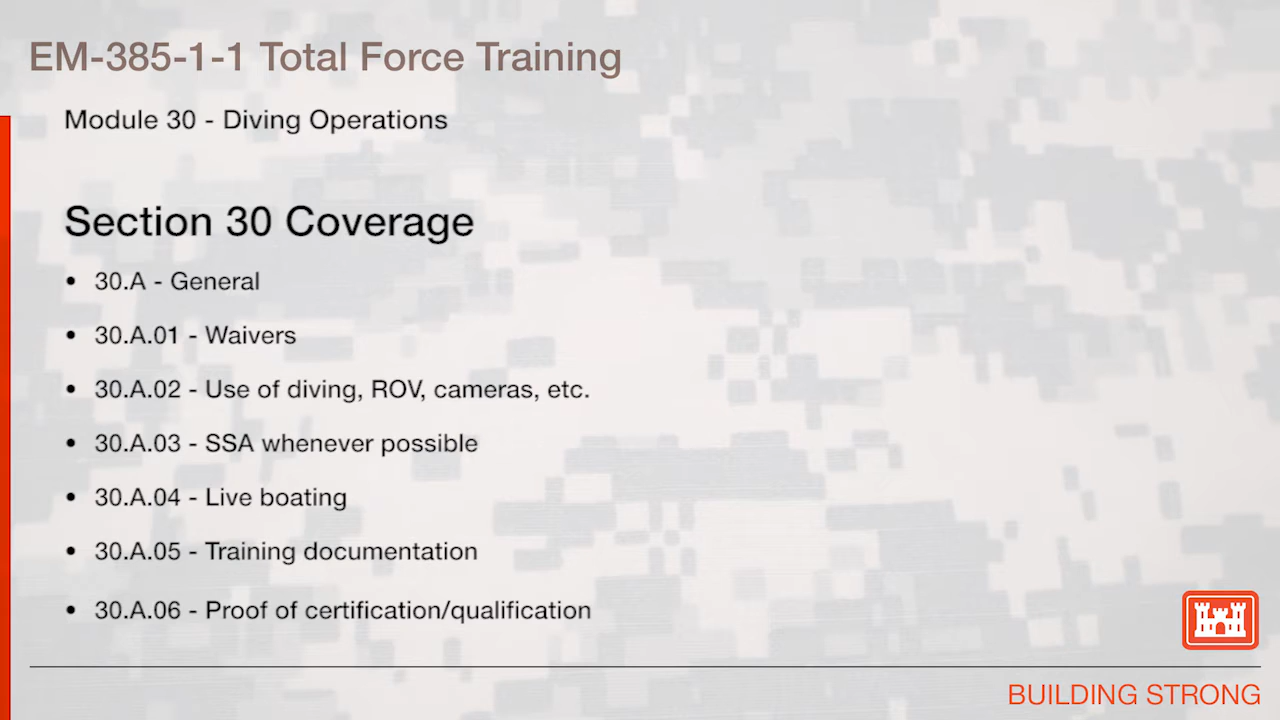 EM-385-1-1 Total Force Training
Module 30 - Diving Operations
Section 30 Coverage
• 30.A - General
• 30.A.01 - Waivers
• 30.A.02 - Use of diving, ROV, cameras, etc.
• 30.A.03 - SSA whenever possible
• 30.A.04 - Live boating
• 30.A.05 - Training documentation
• 30.A.06 - Proof of certification/qualification
BUILDING STRONG